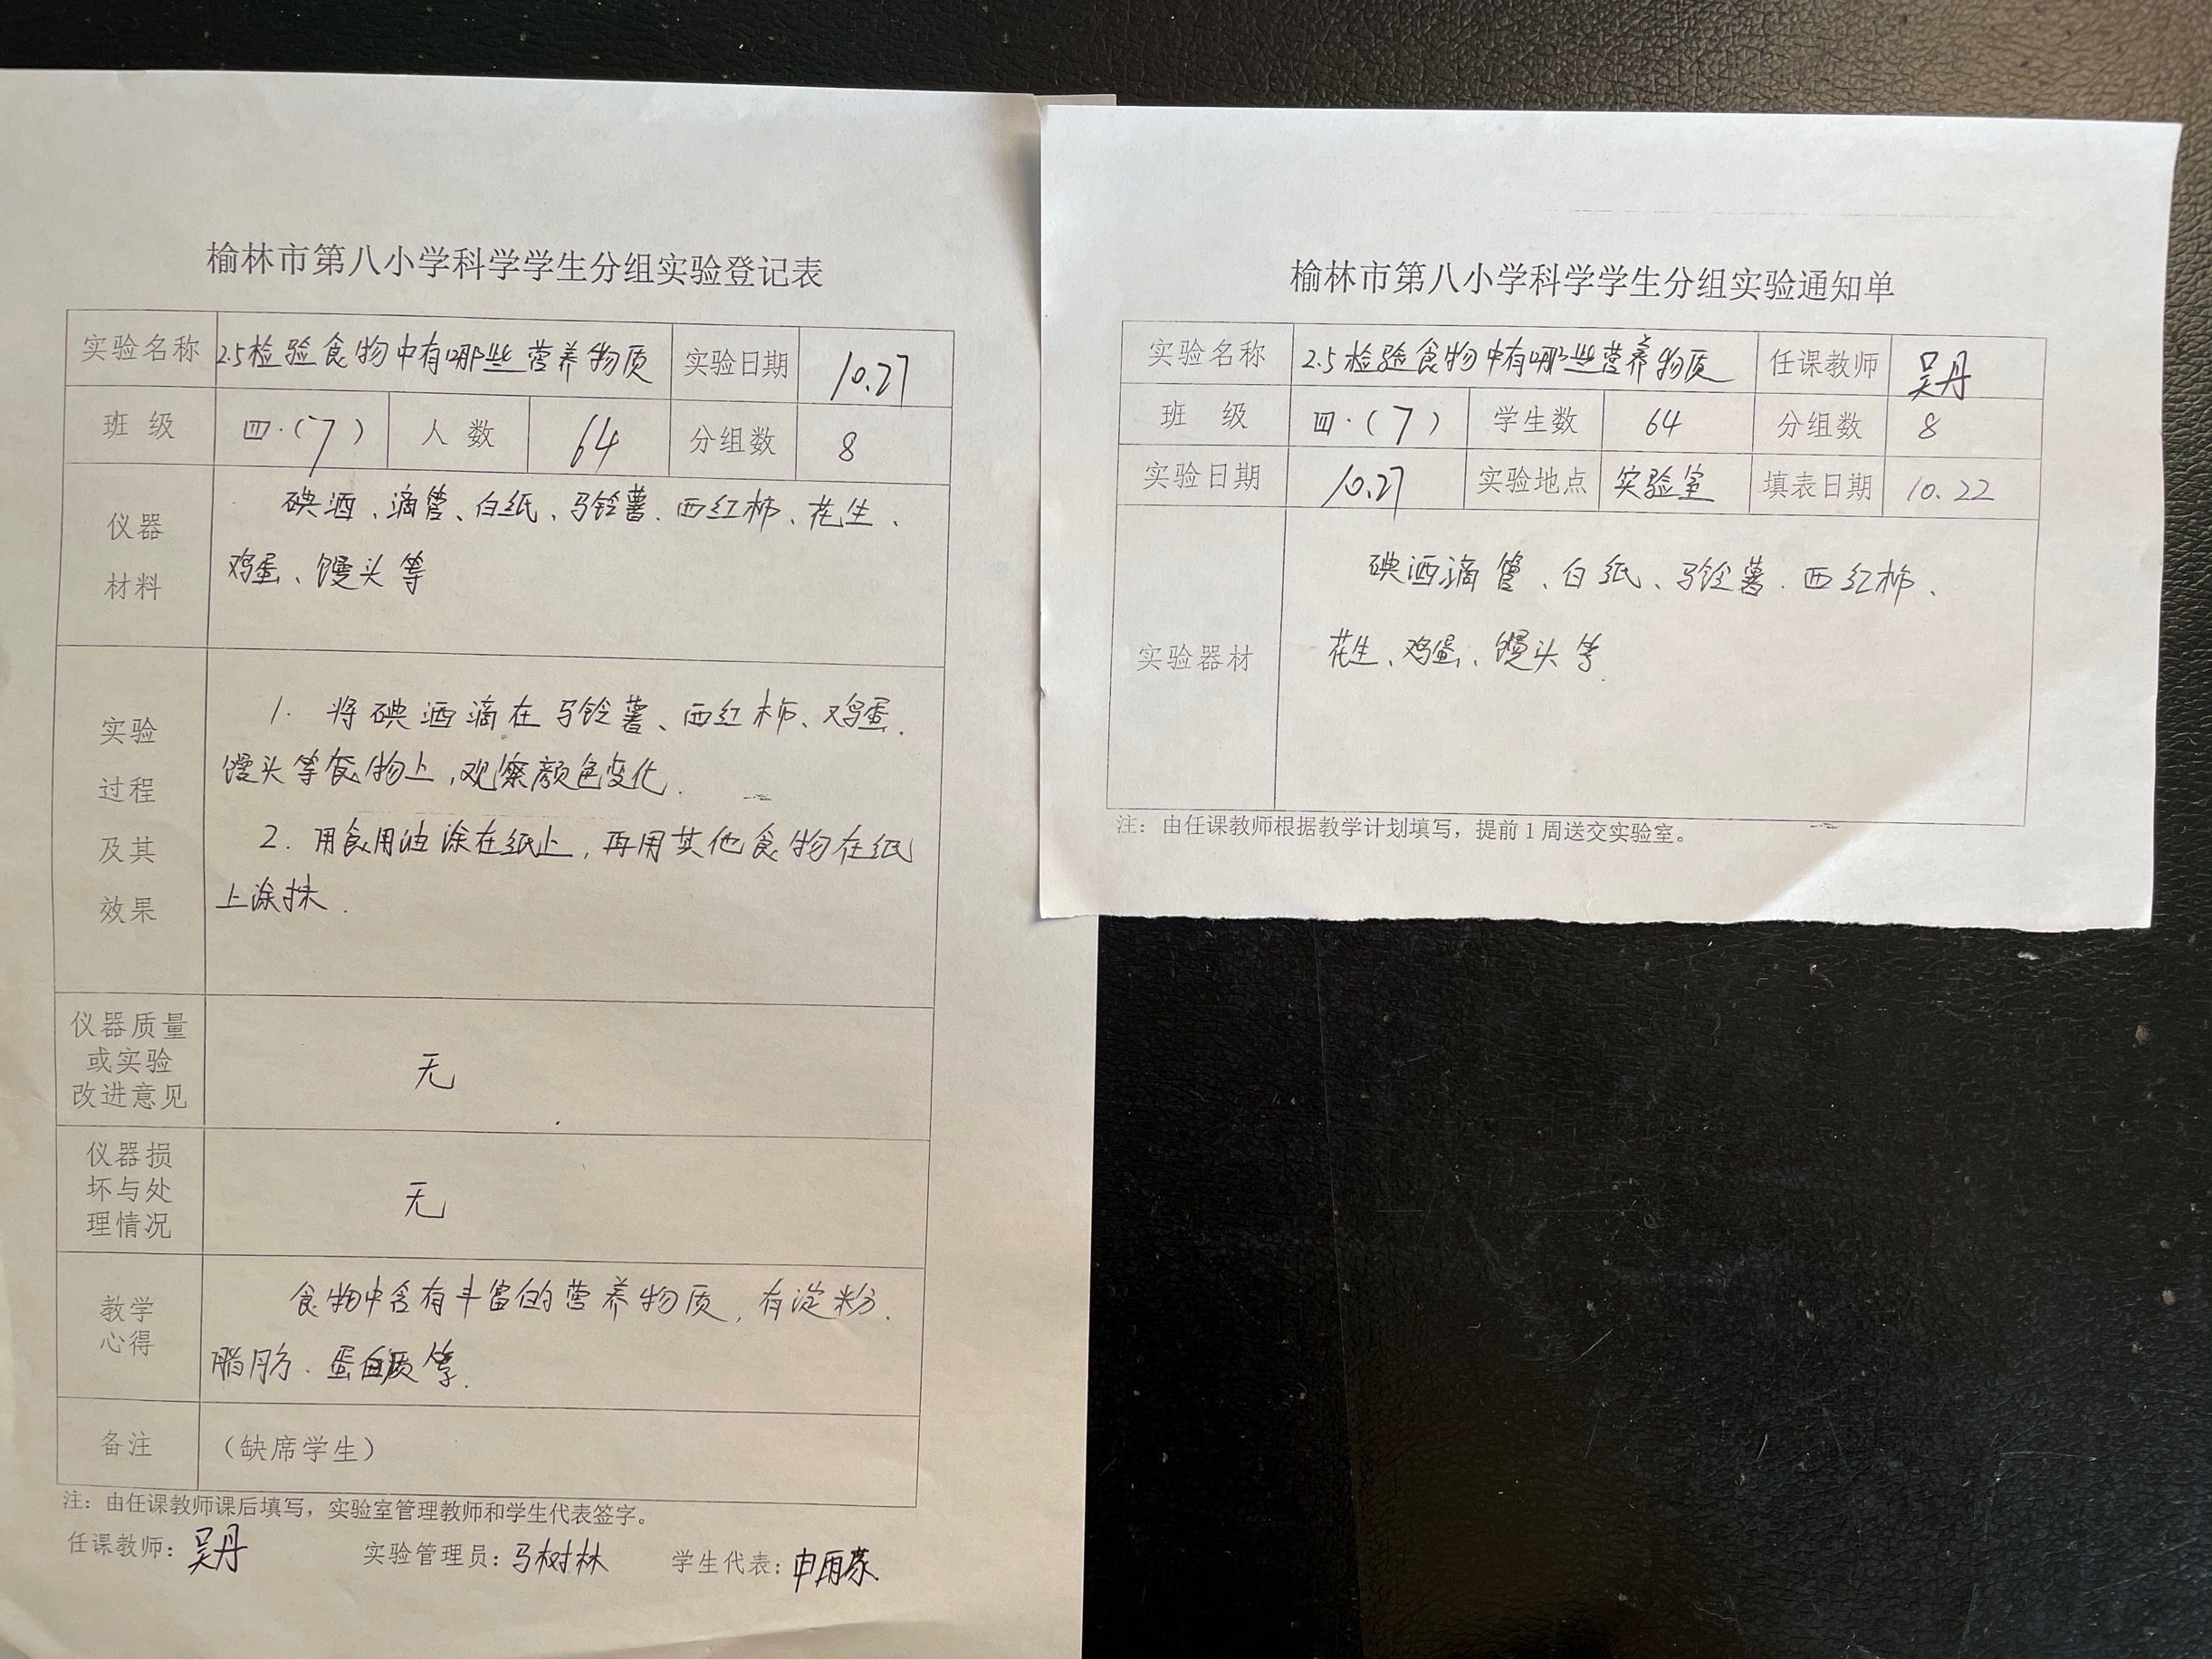 榆林市第八小学科学学生分组实验登记表
实验名称 2.5检验食物中有哪些营养物质 实验日期 10.27
班 级 四·(7) 人 数 64 分组数 8
仪器
材料
碘酒、滴管、白纸、马铃薯、西红柿、花生、
鸡蛋、馒头等
实验
过程
及其
效果
1. 将碘酒滴在马铃薯、西红柿、鸡蛋、
馒头等食物上,观察颜色变化.
2. 用食用油涂在纸上,再用其他食物在纸
上涂抹.
仪器质量
或实验
改进意见
无
仪器损
坏与处
理情况
无
教学
心得
食物中含有丰富的营养物质,有淀粉.
脂肪.蛋白质等.
备注 (缺席学生)
注:由任课教师课后填写,实验室管理教师和学生代表签字。
任课教师:吴丹 实验管理员:马树林 学生代表:申雨
榆林市第八小学科学学生分组实验通知单
实验名称 2.5检验食物中有哪些营养物质 任课教师 吴丹
班 级 四·(7) 学生数 64 分组数 8
实验日期 10.27 实验地点 实验室 填表日期 10.22
实验器材
碘酒滴管、白纸、马铃薯.西红柿、
花生、鸡蛋、馒头等.
注:由任课教师根据教学计划填写,提前1周送交实验室。